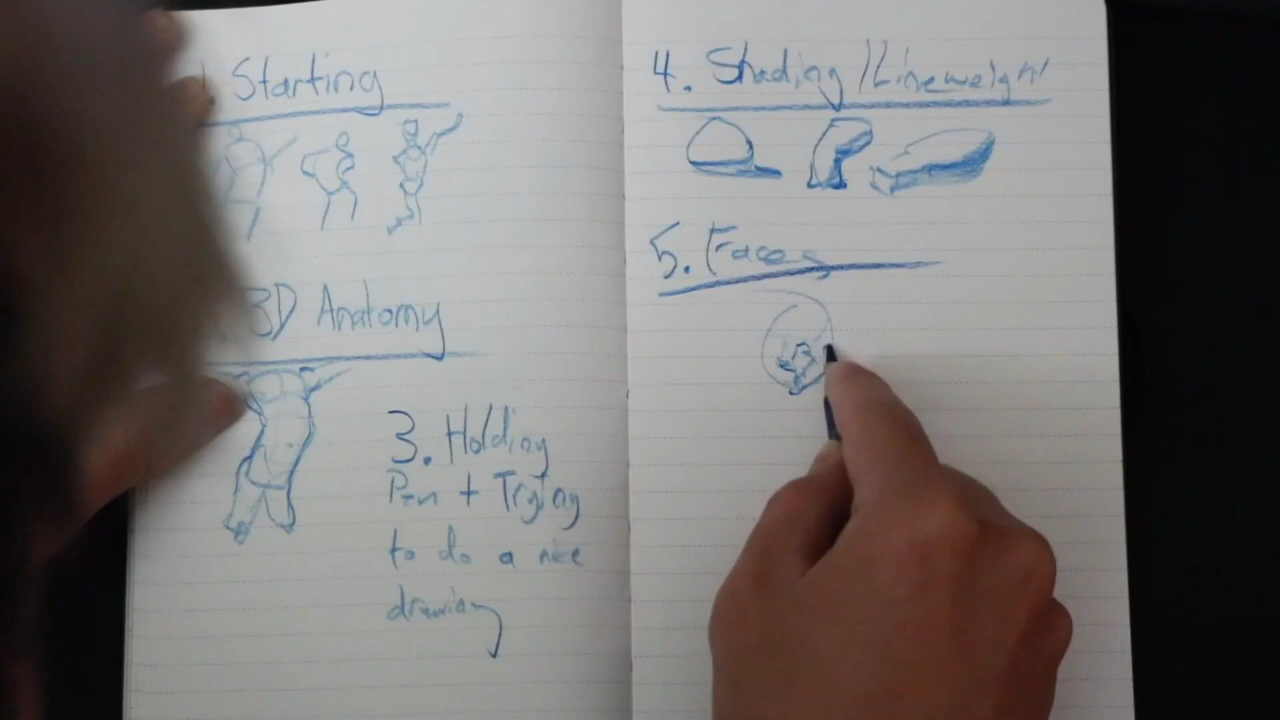 Starting
3D Anatomy
3. Holding
Pen + Trying
to do a nice
drawing
4. Shading / Lineweight
5. Faces